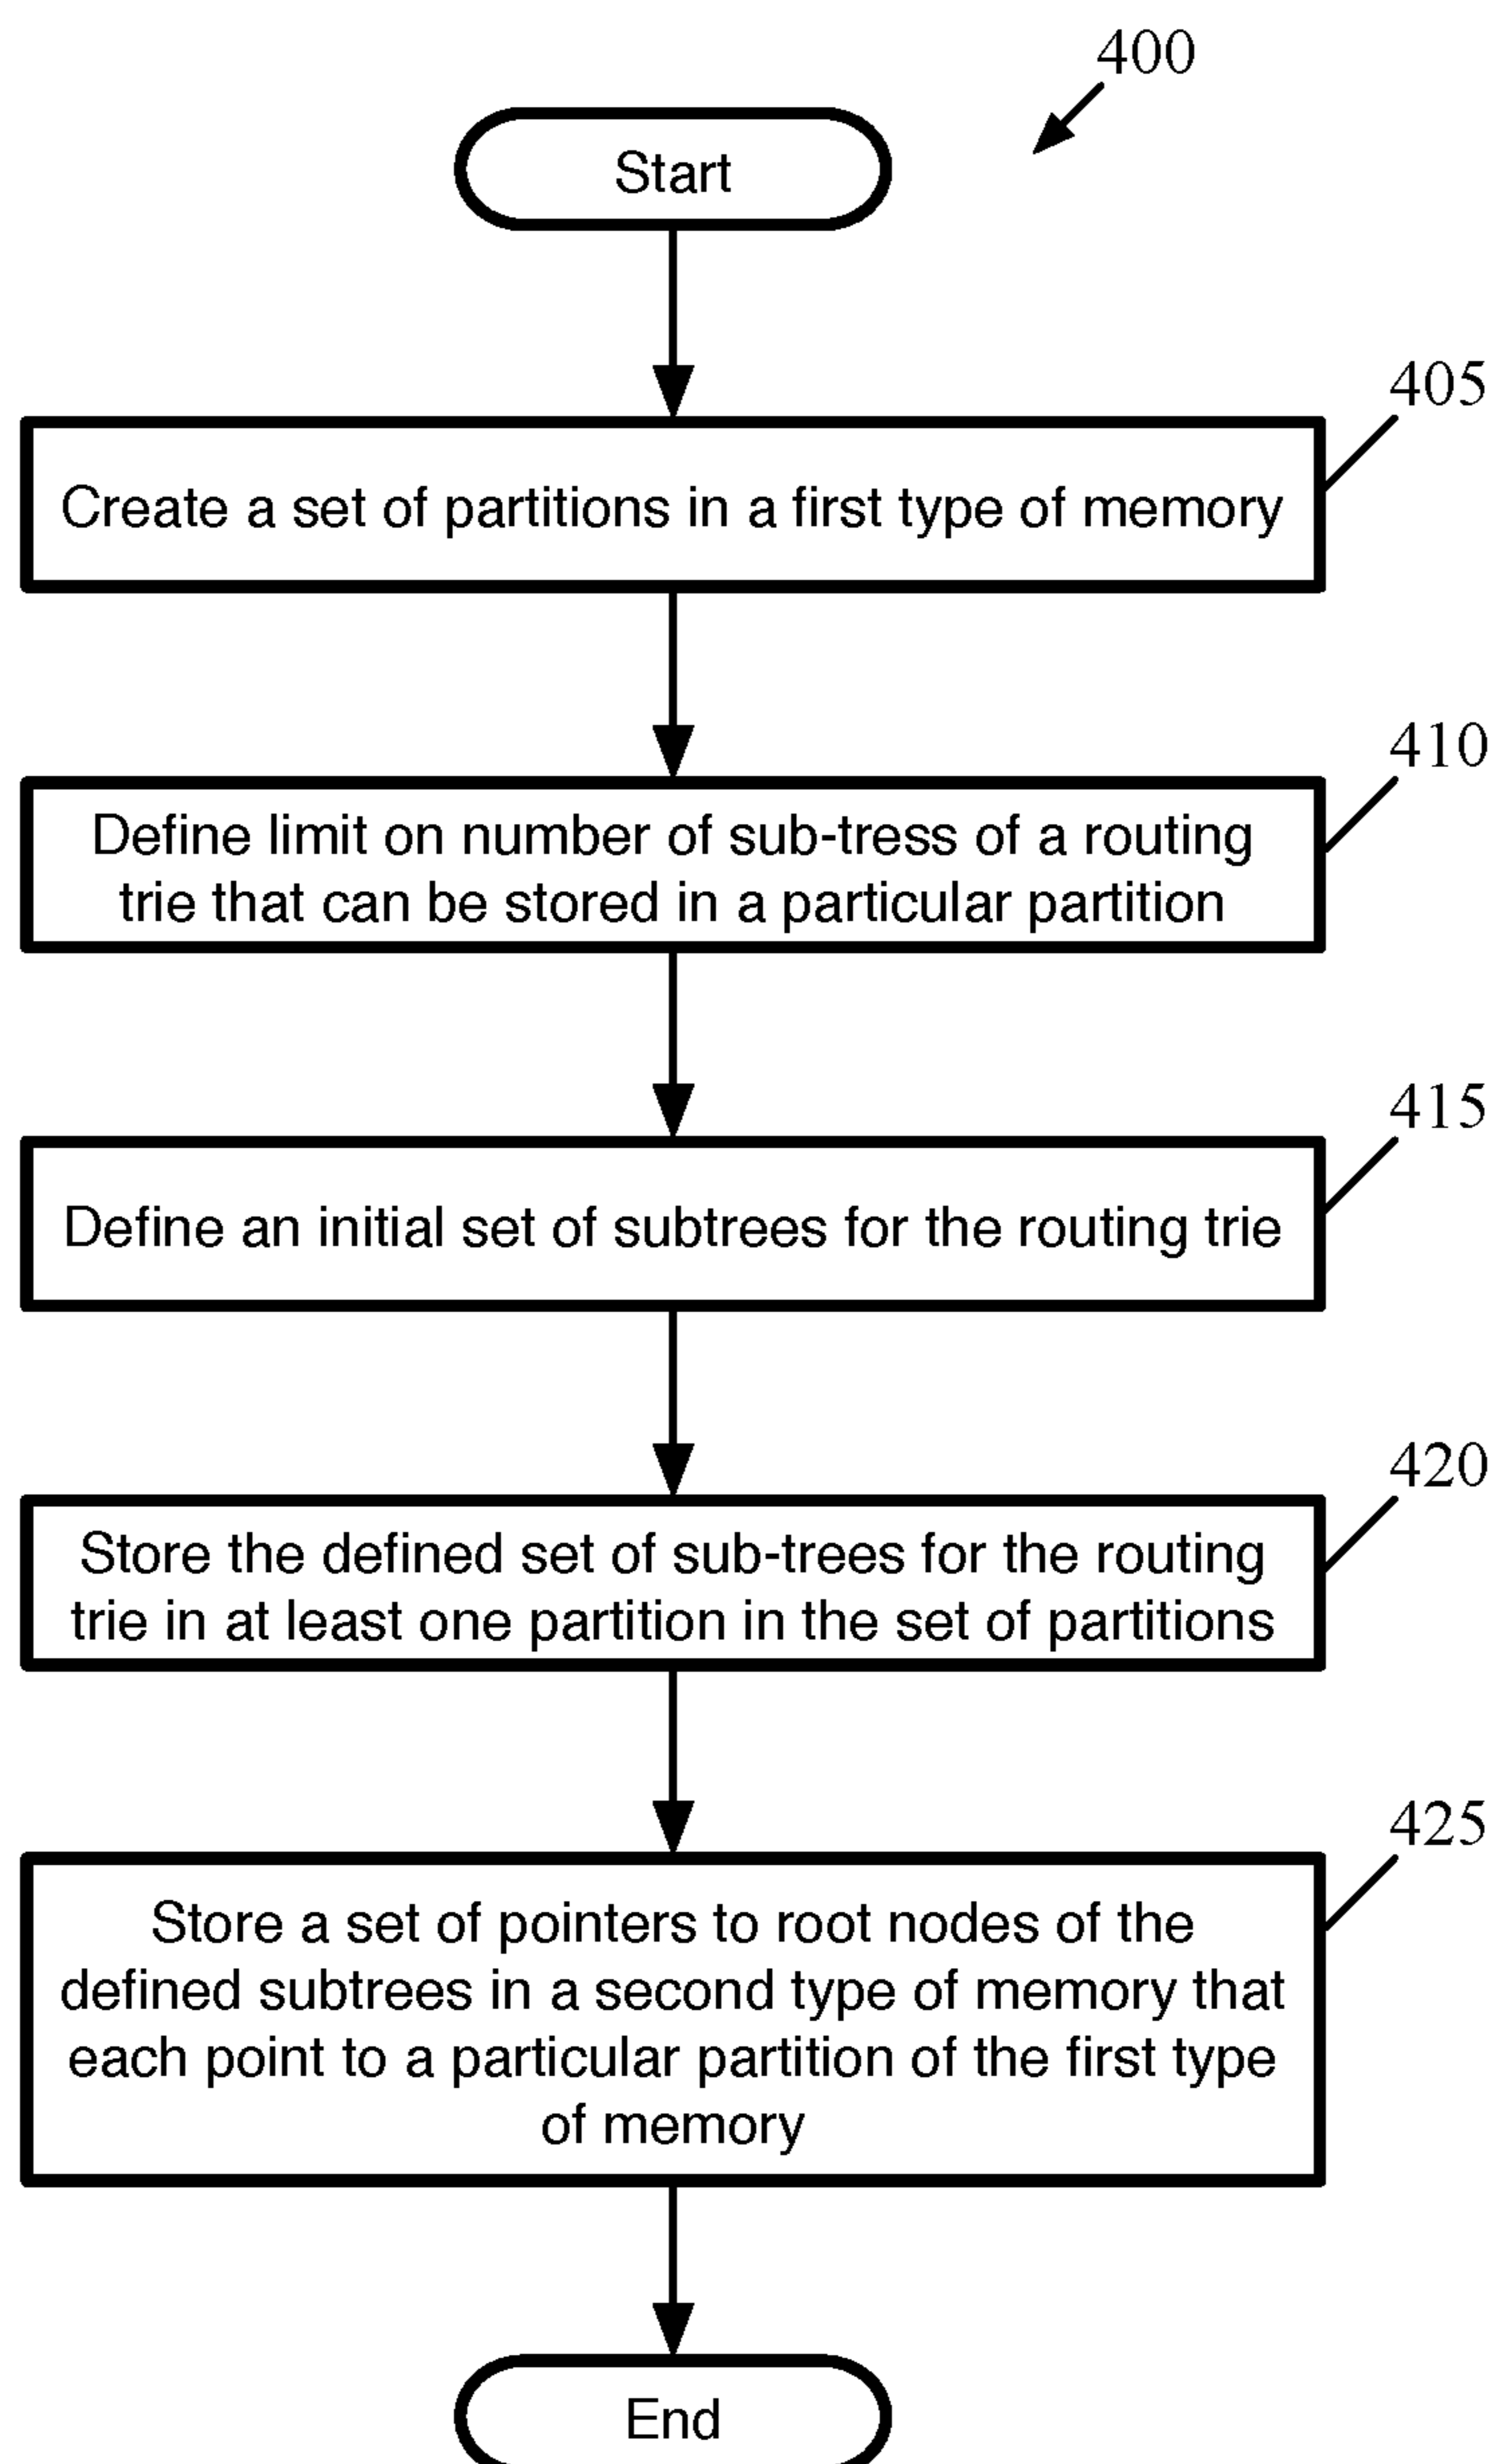 400
Start
405
Create a set of partitions in a first type of memory
410
Define limit on number of sub-tress of a routing
trie that can be stored in a particular partition
415
Define an initial set of subtrees for the routing trie
420
Store the defined set of sub-trees for the routing
trie in at least one partition in the set of partitions
425
Store a set of pointers to root nodes of the
defined subtrees in a second type of memory that
each point to a particular partition of the first type
of memory
End